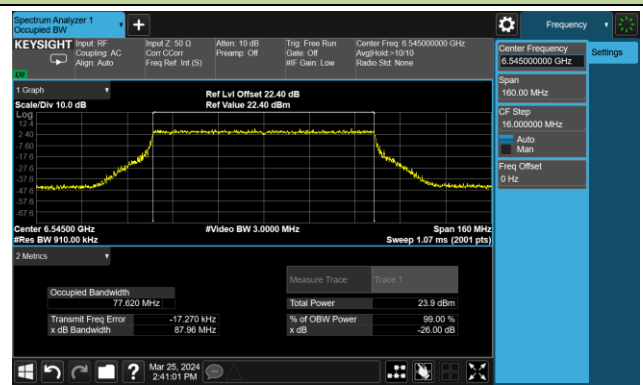 Spectrum Analyzer 1
Occupied BW
Frequency
KEYSIGHT Input: RF Input Z: 50 Ω Atten: 10 dB Trig: Free Run Center Freq: 6.545000000 GHz
Coupling: AC Corr CCorr Preamp: Off Gate: Off Avg|Hold:>10/10
Align: Auto Freq Ref: Int (S) #IF Gain: Low Radio Std: None
Center Frequency
6.545000000 GHz
Settings
Span
160.00 MHz
CF Step
16.000000 MHz
Auto
Man
Freq Offset
0 Hz
1 Graph
Ref Lvl Offset 22.40 dB
Scale/Div 10.0 dB Ref Value 22.40 dBm
Log
12.4
2.40
-7.60
-17.6
-27.6
-37.6
-47.6
-57.6
-67.6
Center 6.54500 GHz #Video BW 3.0000 MHz Span 160 MHz
#Res BW 910.00 kHz Sweep 1.07 ms (2001 pts)
2 Metrics
Measure Trace Trace 1
Occupied Bandwidth
77.620 MHz Total Power 23.9 dBm
Transmit Freq Error -17.270 kHz % of OBW Power 99.00 %
x dB Bandwidth 87.96 MHz x dB -26.00 dB
Mar 25, 2024
2:41:01 PM